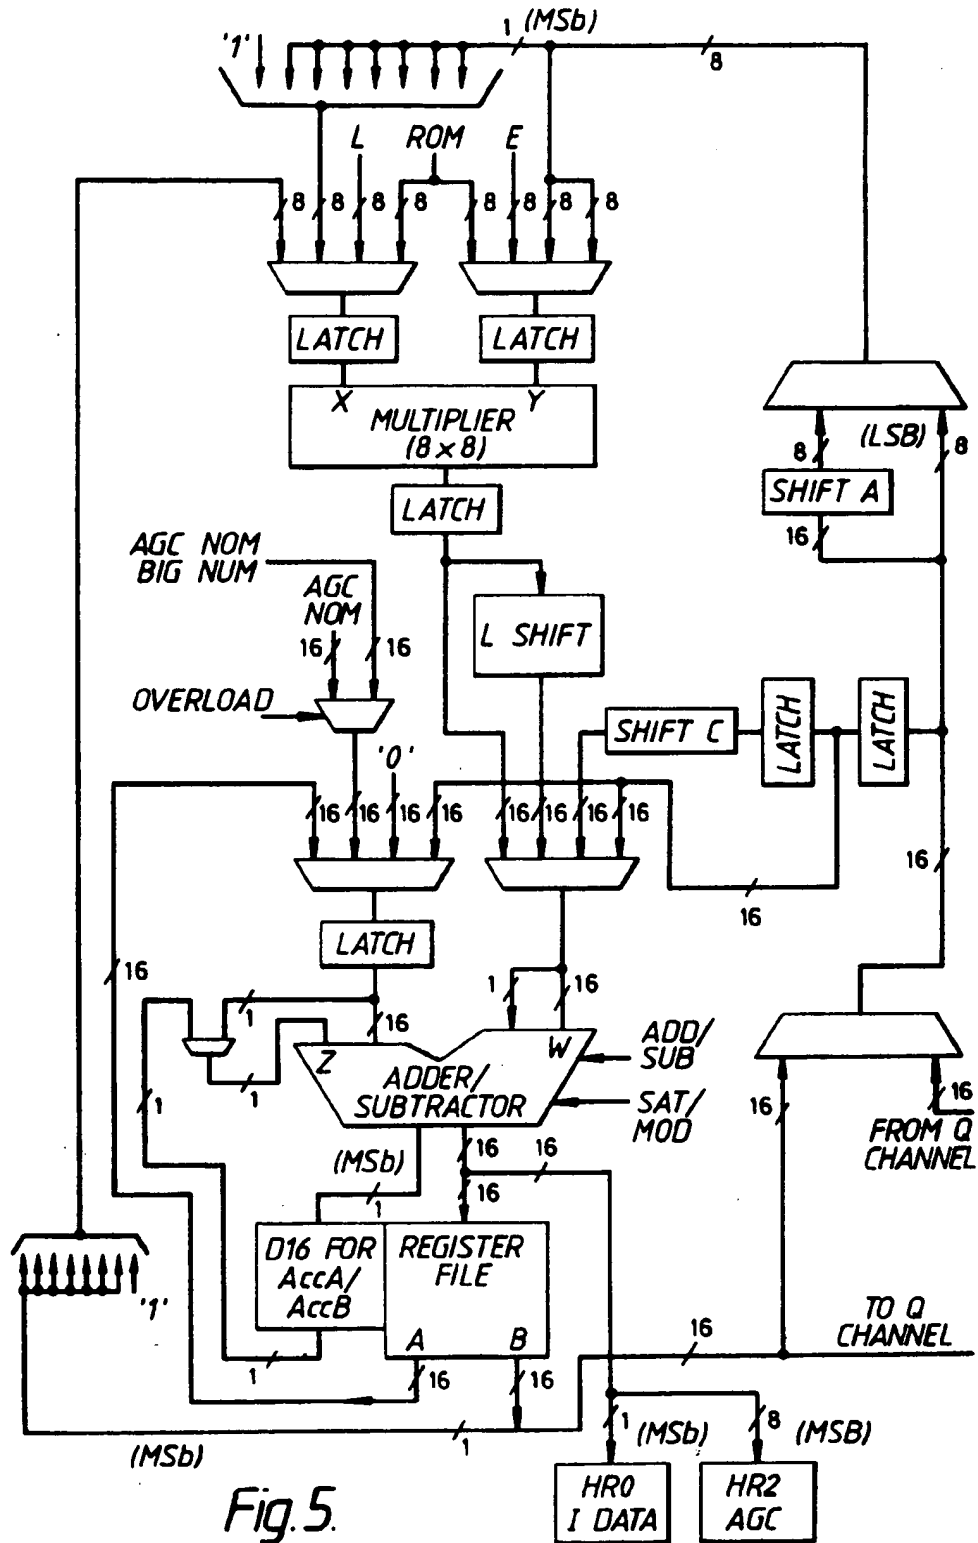 '1'
1 (MSb)
8
L ROM E
8 8 8 8 8 8 8 8
LATCH LATCH
X Y
MULTIPLIER
(8 x 8)
LATCH
8 (LSB) 8
SHIFT A
16
AGC NOM
BIG NUM
AGC
NOM
16 16
L SHIFT
OVERLOAD
SHIFT C
LATCH
LATCH
'0'
16 16 16 16 16 16 16 16
16
16
LATCH
16
1
16
1 16
Z W
ADD/
SUB
ADDER/
SUBTRACTOR
SAT/
MOD
1
1
16 16
FROM Q
CHANNEL
(MSb)
16
16
1
16
D16 FOR
AccA/
AccB
REGISTER
FILE
'1'
A B
1
16 16
16
TO Q
CHANNEL
(MSb)
1
1 (MSb)
8 (MSB)
HR0
I DATA
HR2
AGC
Fig. 5.